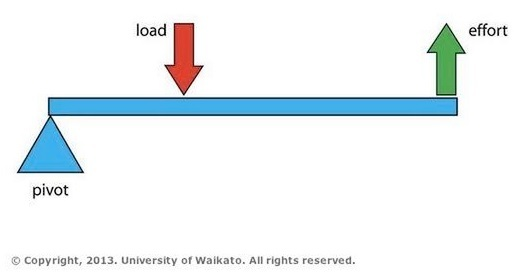 load
effort
pivot
© Copyright, 2013. University of Waikato. All rights reserved.